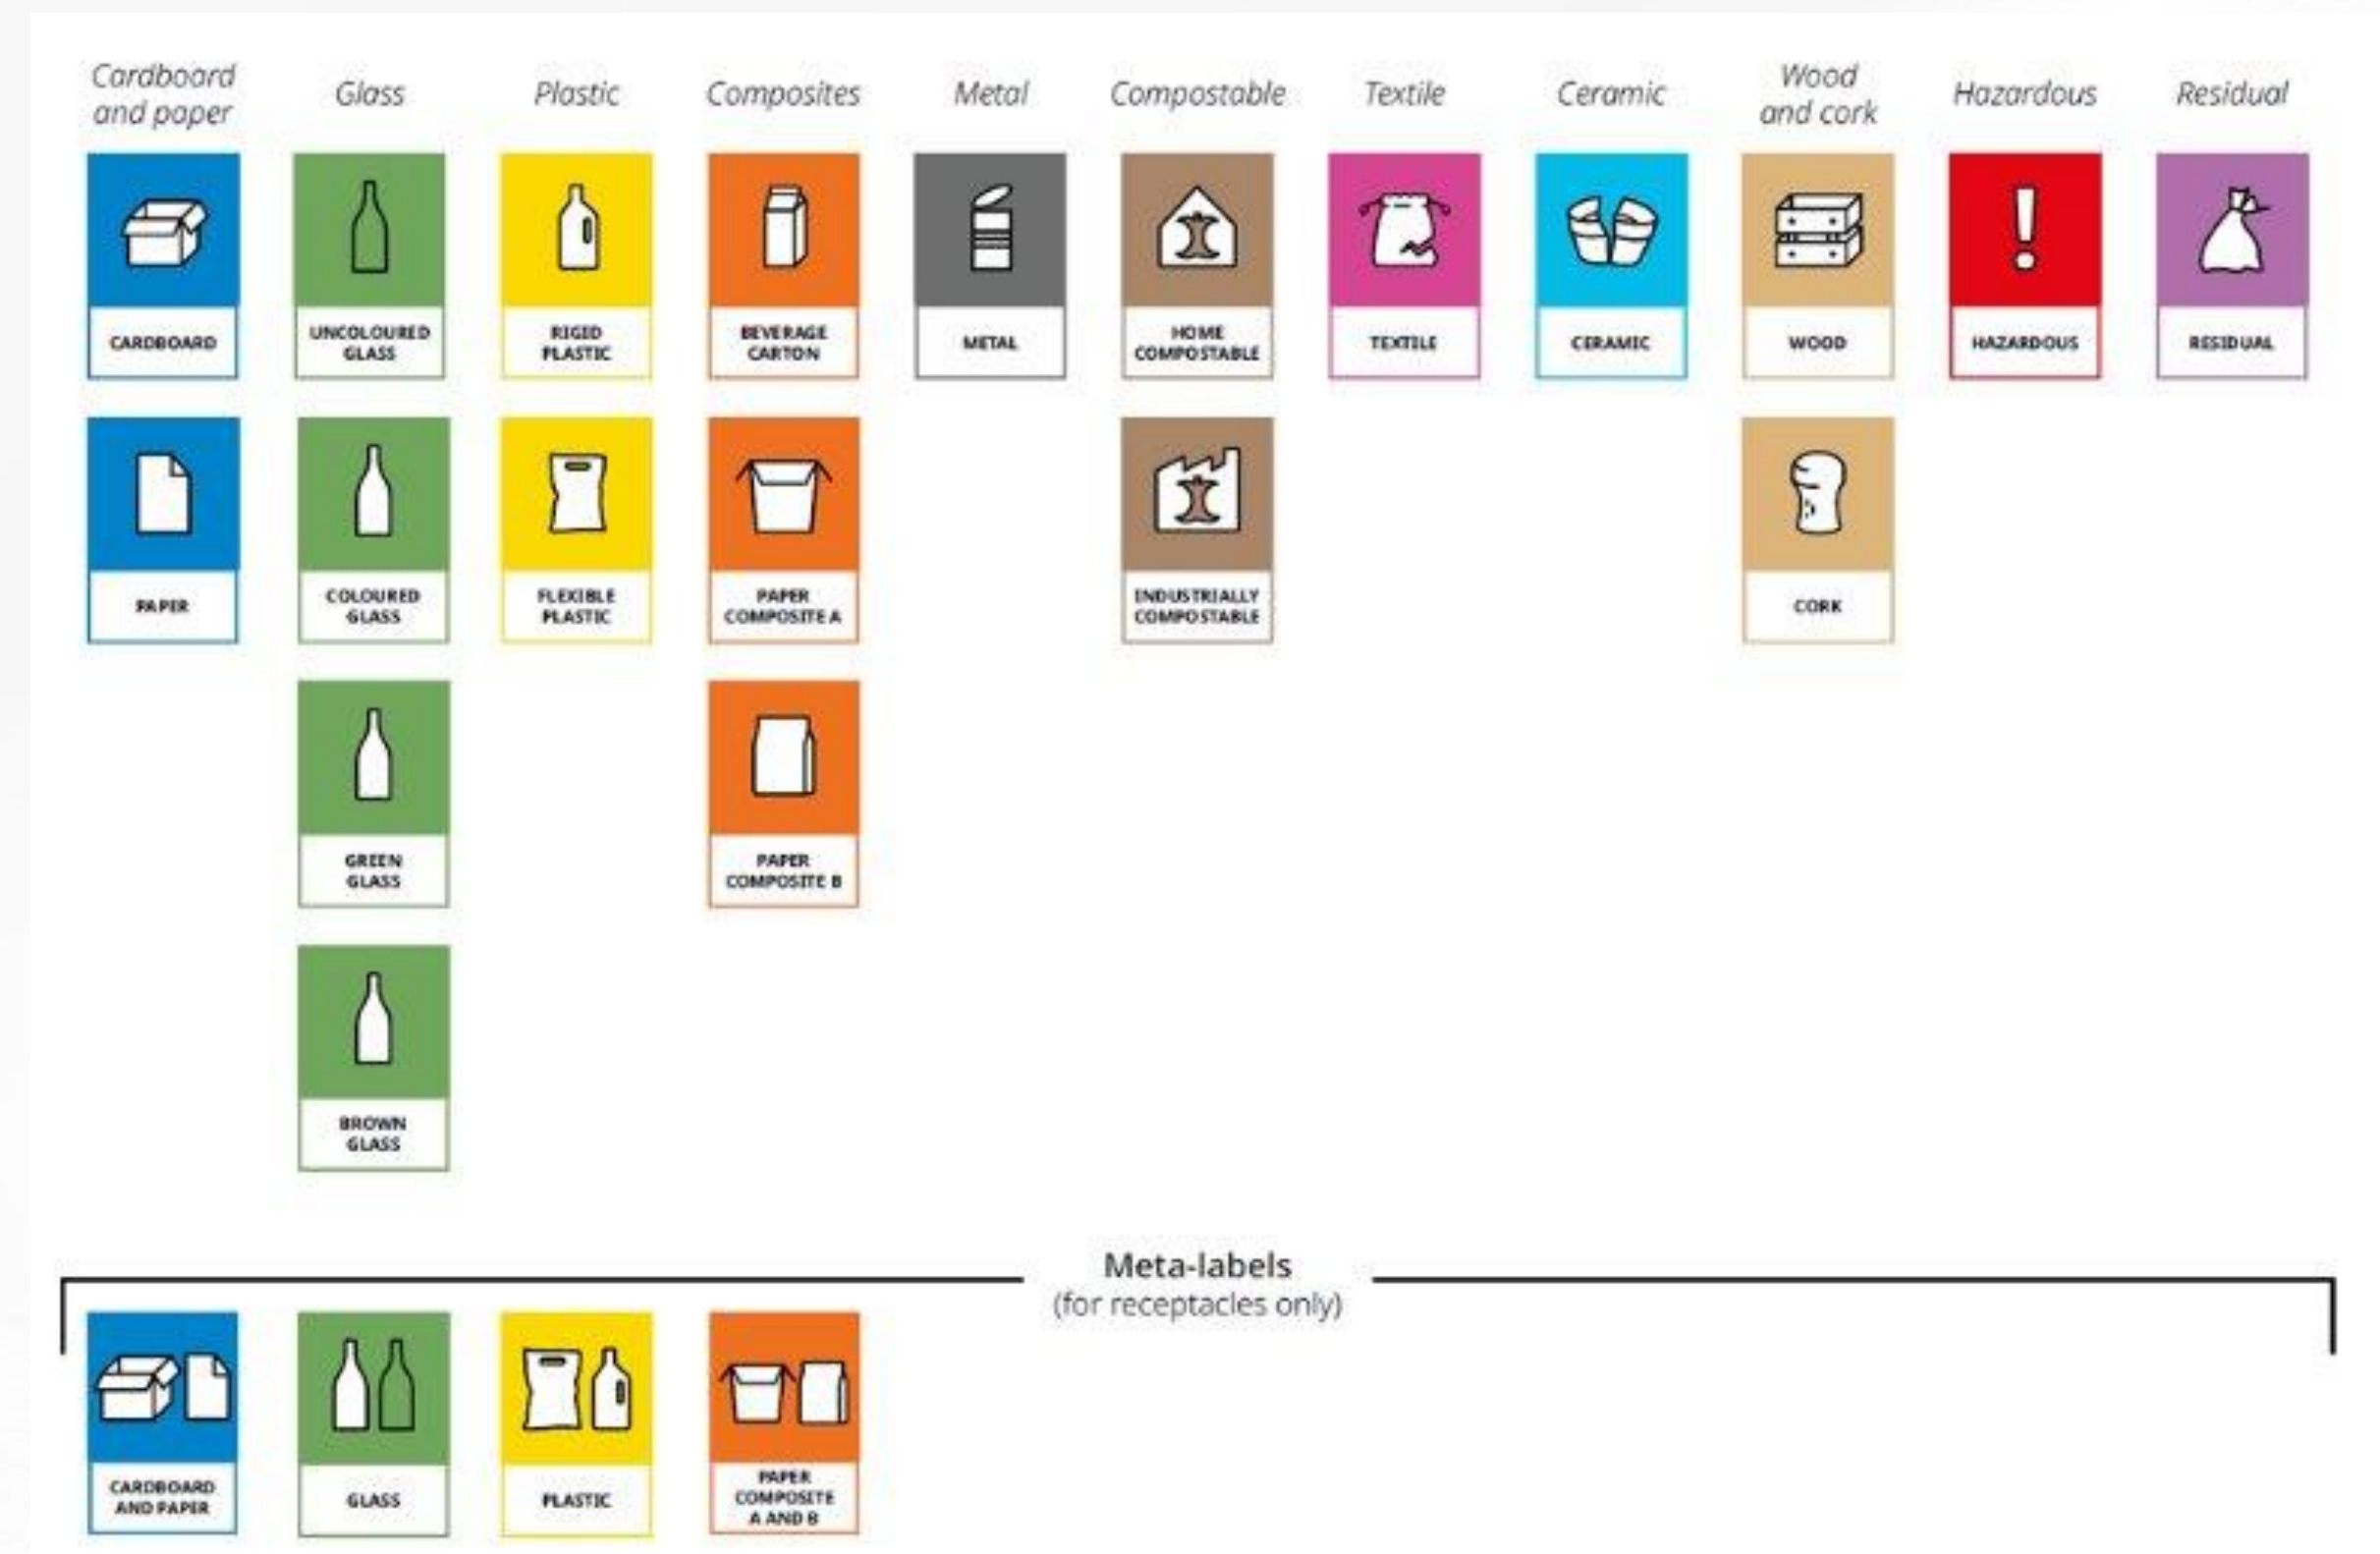 Cardboard
and paper
Glass
Plastic
Composites
Metal
Compostable
Textile
Ceramic
Wood
and cork
Hazardous
Residual
CARDBOARD
UNCOLOURED
GLASS
RIGID
PLASTIC
BEVERAGE
CARTON
METAL
HOME
COMPOSTABLE
TEXTILE
CERAMIC
WOOD
HAZARDOUS
RESIDUAL
PAPER
COLOURED
GLASS
FLEXIBLE
PLASTIC
PAPER
COMPOSITE A
INDUSTRIALLY
COMPOSTABLE
CORK
GREEN
GLASS
PAPER
COMPOSITE B
BROWN
GLASS
Meta-labels
(for receptacles only)
CARDBOARD
AND PAPER
GLASS
PLASTIC
PAPER
COMPOSITE
A AND B